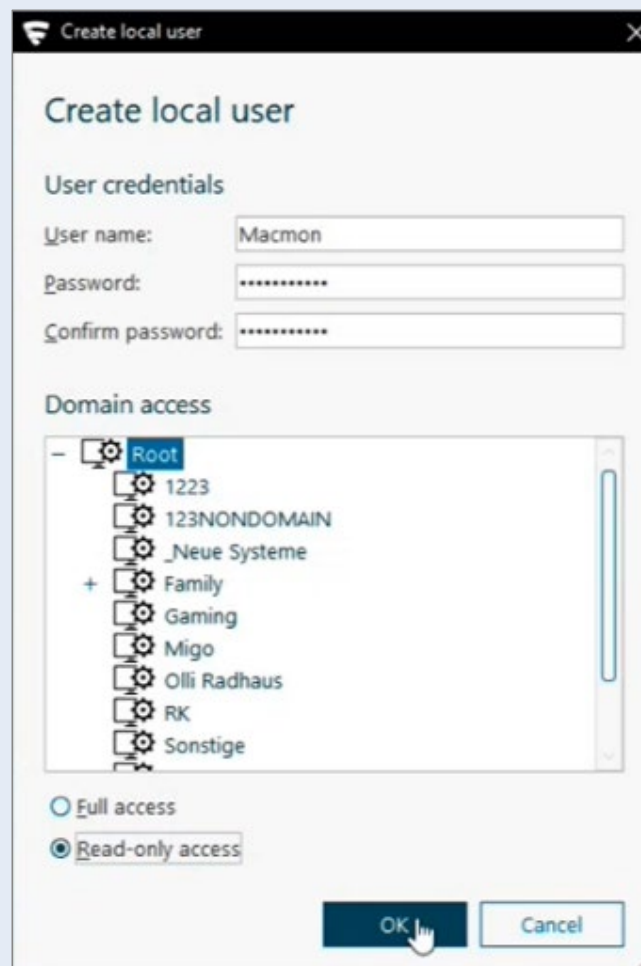 Create local user
Create local user
User credentials
User name: Macmon
Password: •••••••••••
Confirm password: •••••••••••
Domain access
Root
1223
123NONDOMAIN
_Neue Systeme
Family
Gaming
Migo
Olli Radhaus
RK
Sonstige
Full access
Read-only access
OK Cancel